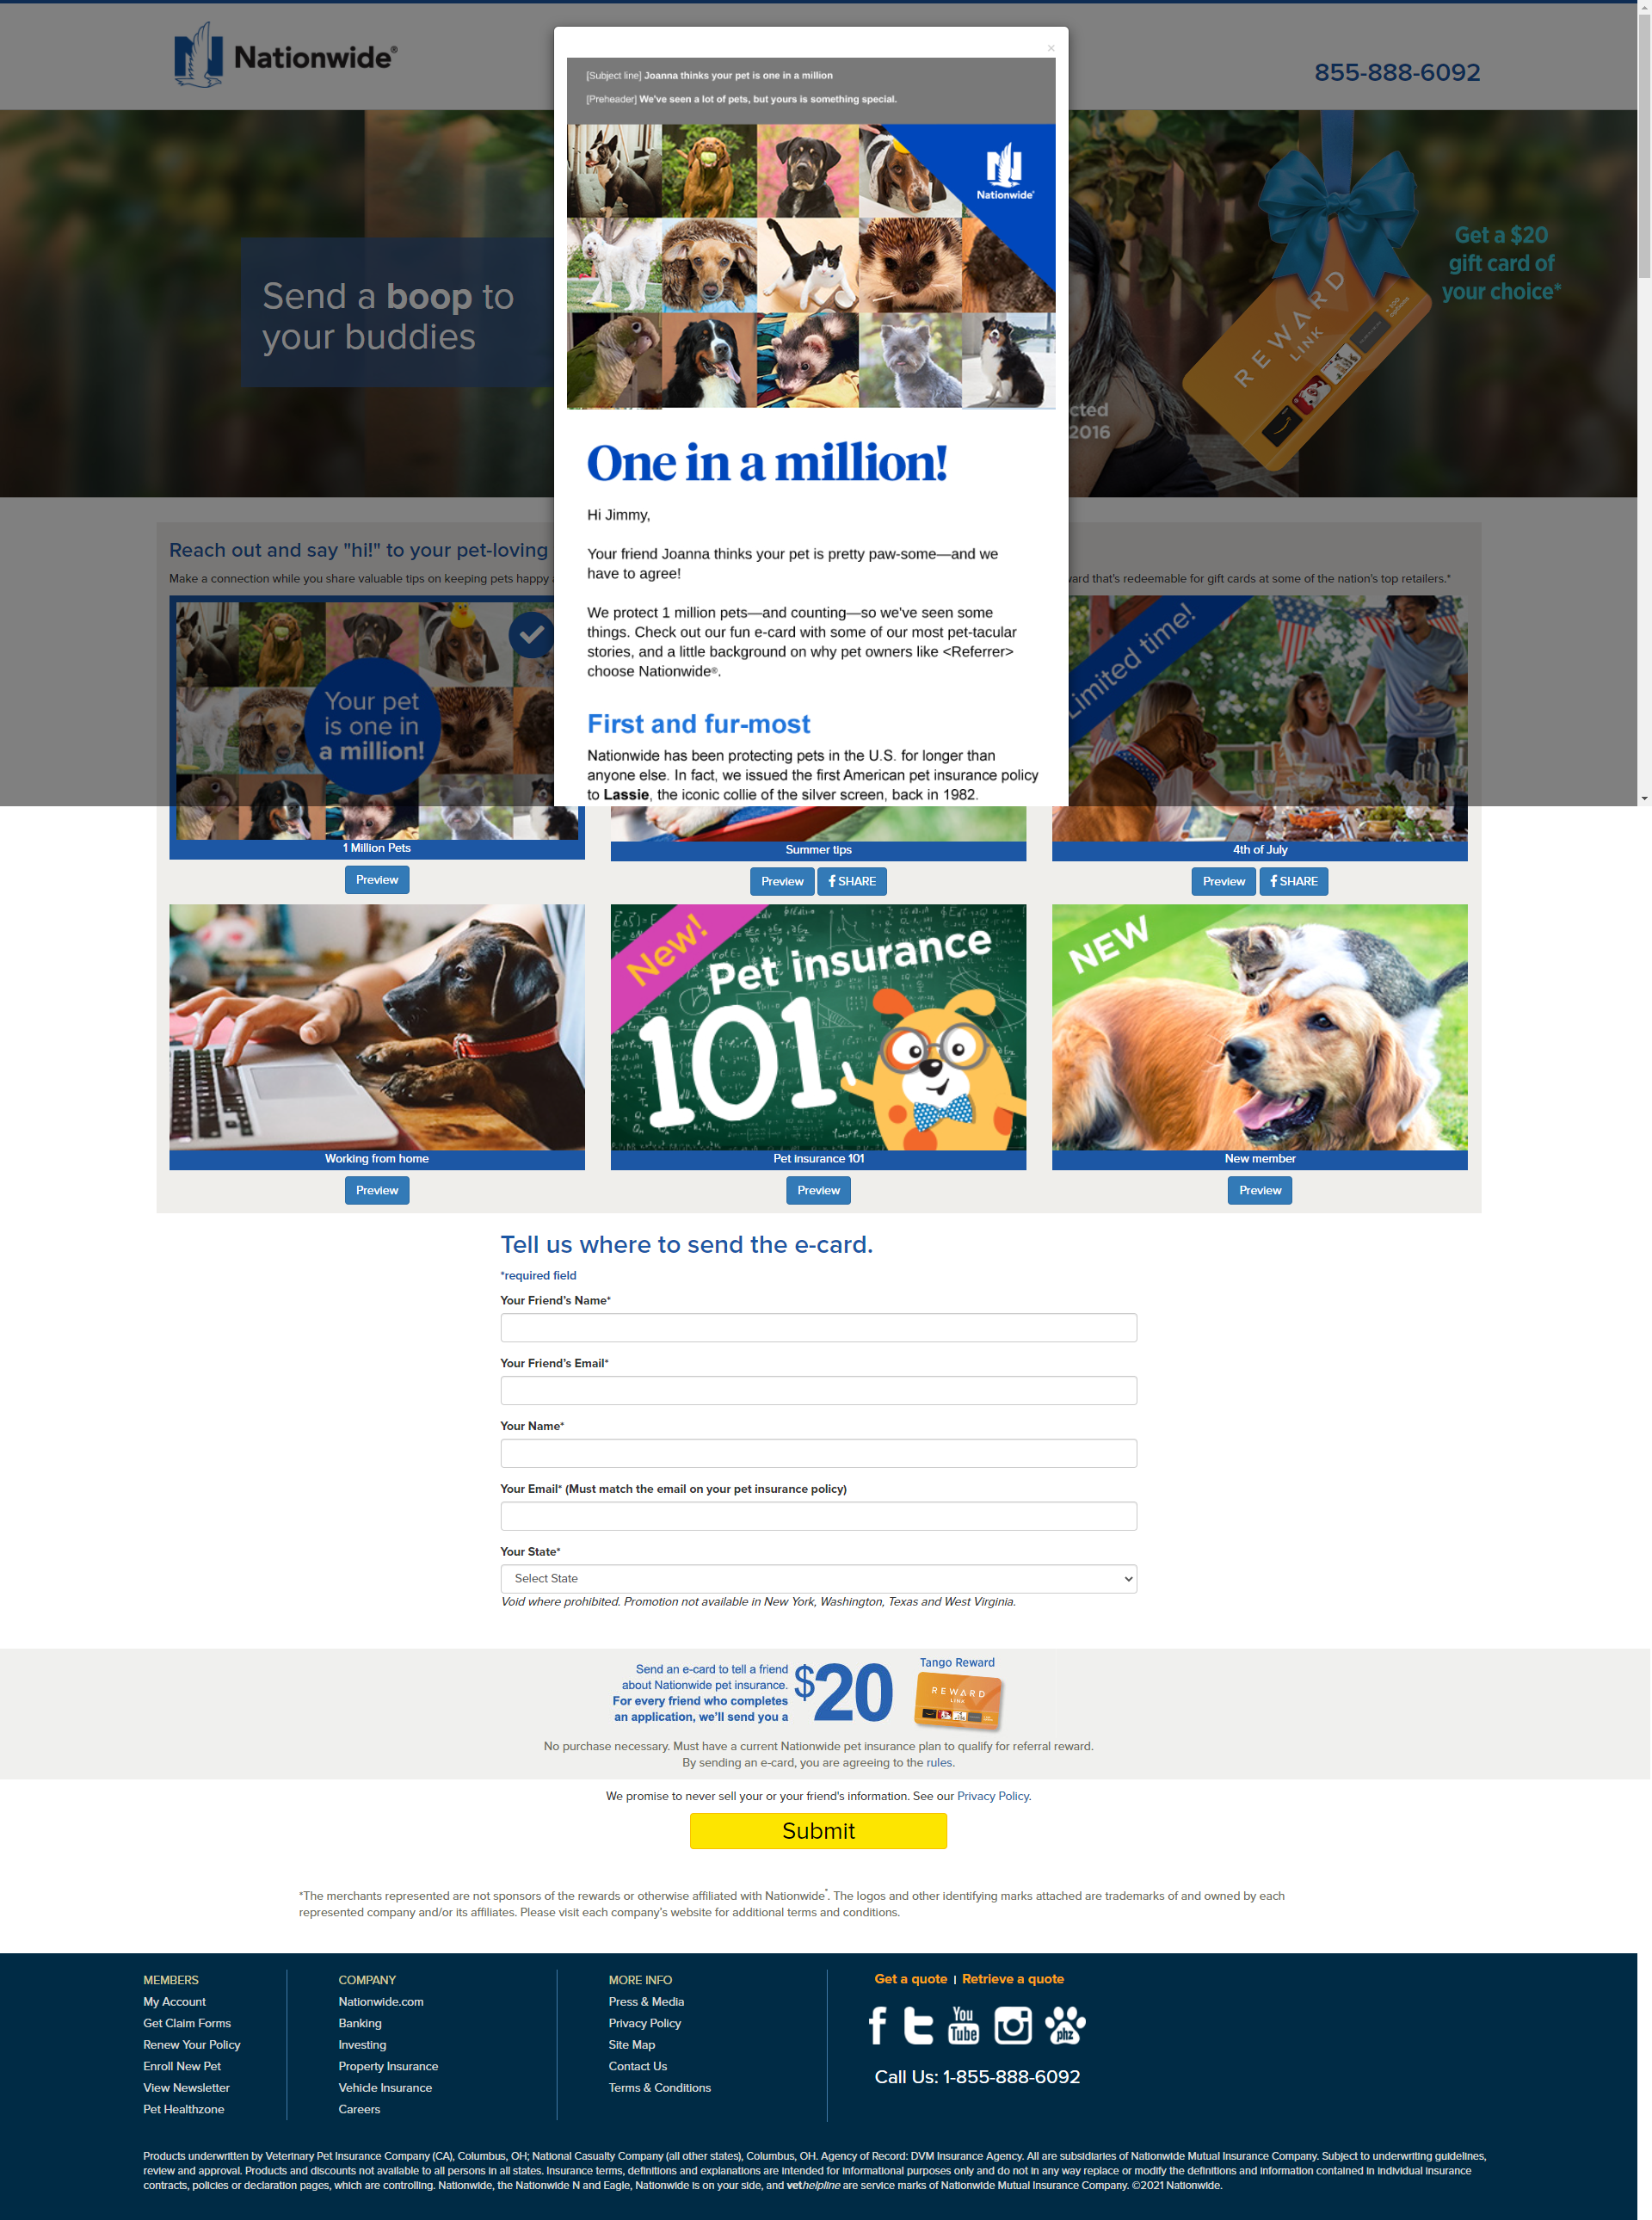 Nationwide®
855-888-6092
×
[Subject line] Joanna thinks your pet is one in a million
[Preheader] We've seen a lot of pets, but yours is something special.
Nationwide®
Send a boop to
your buddies
cted
2016
REWARD
LINK
Get a $20
gift card of
your choice*
One in a million!
Hi Jimmy,
Your friend Joanna thinks your pet is pretty paw-some—and we
have to agree!
We protect 1 million pets—and counting—so we've seen some
things. Check out our fun e-card with some of our most pet-tacular
stories, and a little background on why pet owners like <Referrer>
choose Nationwide®.
First and fur-most
Nationwide has been protecting pets in the U.S. for longer than
anyone else. In fact, we issued the first American pet insurance policy
to Lassie, the iconic collie of the silver screen, back in 1982.
Reach out and say "hi!" to your pet-loving
Make a connection while you share valuable tips on keeping pets happy
ard that's redeemable for gift cards at some of the nation's top retailers.*
Your pet
is one in
a million!
Limited time!
1 Million Pets
Summer tips
4th of July
Preview
Preview
SHARE
Preview
SHARE
New!
Pet insurance
101
NEW
Working from home
Pet insurance 101
New member
Preview
Preview
Preview
Tell us where to send the e-card.
*required field
Your Friend's Name*
Your Friend's Email*
Your Name*
Your Email* (Must match the email on your pet insurance policy)
Your State*
Select State
Void where prohibited. Promotion not available in New York, Washington, Texas and West Virginia.
Send an e-card to tell a friend
about Nationwide pet insurance.
For every friend who completes
an application, we'll send you a
$20
Tango Reward
REWARD
LINK
No purchase necessary. Must have a current Nationwide pet insurance plan to qualify for referral reward.
By sending an e-card, you are agreeing to the rules.
We promise to never sell your or your friend's information. See our Privacy Policy.
Submit
*The merchants represented are not sponsors of the rewards or otherwise affiliated with Nationwide®. The logos and other identifying marks attached are trademarks of and owned by each
represented company and/or its affiliates. Please visit each company's website for additional terms and conditions.
MEMBERS
My Account
Get Claim Forms
Renew Your Policy
Enroll New Pet
View Newsletter
Pet Healthzone
COMPANY
Nationwide.com
Banking
Investing
Property Insurance
Vehicle Insurance
Careers
MORE INFO
Press & Media
Privacy Policy
Site Map
Contact Us
Terms & Conditions
Get a quote | Retrieve a quote
You
Tube
phz
Call Us: 1-855-888-6092
Products underwritten by Veterinary Pet Insurance Company (CA), Columbus, OH; National Casualty Company (all other states), Columbus, OH. Agency of Record: DVM Insurance Agency. All are subsidiaries of Nationwide Mutual Insurance Company. Subject to underwriting guidelines,
review and approval. Products and discounts not available to all persons in all states. Insurance terms, definitions and explanations are intended for informational purposes only and do not in any way replace or modify the definitions and information contained in individual insurance
contracts, policies or declaration pages, which are controlling. Nationwide, the Nationwide N and Eagle, Nationwide is on your side, and vethelpline are service marks of Nationwide Mutual Insurance Company. ©2021 Nationwide.